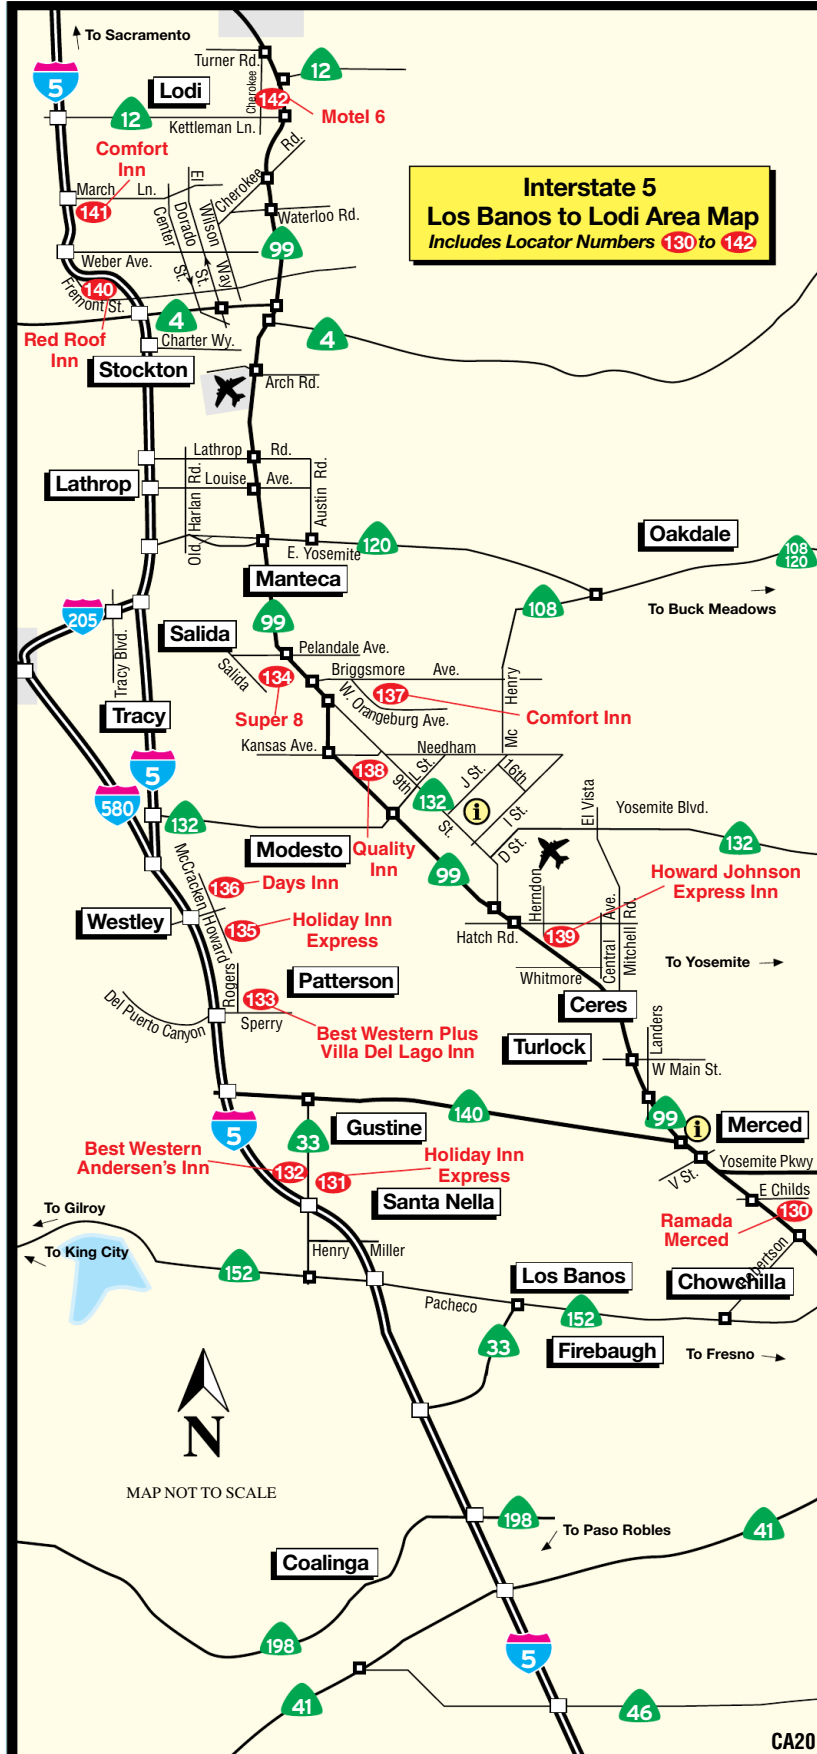 To Sacramento
Turner Rd.
12
5
Lodi
Cherokee
142
Motel 6
12
Kettleman Ln.
Comfort
Inn
Cherokee Rd.
March Ln.
141
El Dorado St.
Center St.
Wilson Way
Waterloo Rd.
Interstate 5
Los Banos to Lodi Area Map
Includes Locator Numbers 130 to 142
99
Weber Ave.
140
Fremont St.
4
4
Red Roof
Inn
Charter Wy.
Stockton
Arch Rd.
Lathrop Rd.
Lathrop
Louise Ave.
Old Harlan Rd.
Austin Rd.
E. Yosemite
120
Oakdale
108
120
Manteca
108
To Buck Meadows
205
99
Salida
Pelandale Ave.
Tracy Blvd.
Salida
134
Briggsmore Ave.
137
W. Orangeburg Ave.
Mc Henry
Super 8
Comfort Inn
Tracy
Kansas Ave.
Needham
5
138
9th St.
L St.
J St.
16th
580
132
I St.
i
El Vista
Yosemite Blvd.
132
D St.
132
Modesto
Quality
Inn
99
McCracken
136
Days Inn
Herndon
Howard Johnson
Express Inn
Westley
Howard
135
Holiday Inn
Express
Hatch Rd.
139
Central Ave.
Mitchell Rd.
To Yosemite
Rogers
Patterson
Whitmore
Del Puerto Canyon
133
Sperry
Ceres
Best Western Plus
Villa Del Lago Inn
Turlock
Landers
W Main St.
140
99
i
Merced
5
33
Gustine
Best Western
Andersen's Inn
132
131
Holiday Inn
Express
V St.
Yosemite Pkwy
E Childs
Santa Nella
130
Ramada
Merced
To Gilroy
To King City
Henry Miller
Robertson
152
Los Banos
Chowchilla
Pacheco
152
33
Firebaugh
To Fresno
N
MAP NOT TO SCALE
198
41
To Paso Robles
Coalinga
198
5
41
46
CA20